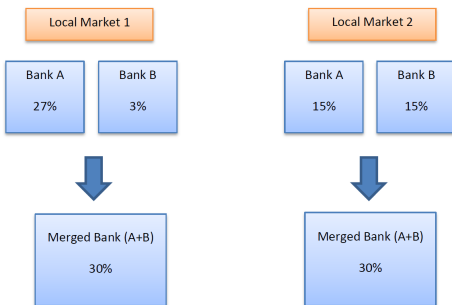 Local Market 1
Local Market 2
Bank A
27%
Bank B
3%
Bank A
15%
Bank B
15%
Merged Bank (A+B)
30%
Merged Bank (A+B)
30%